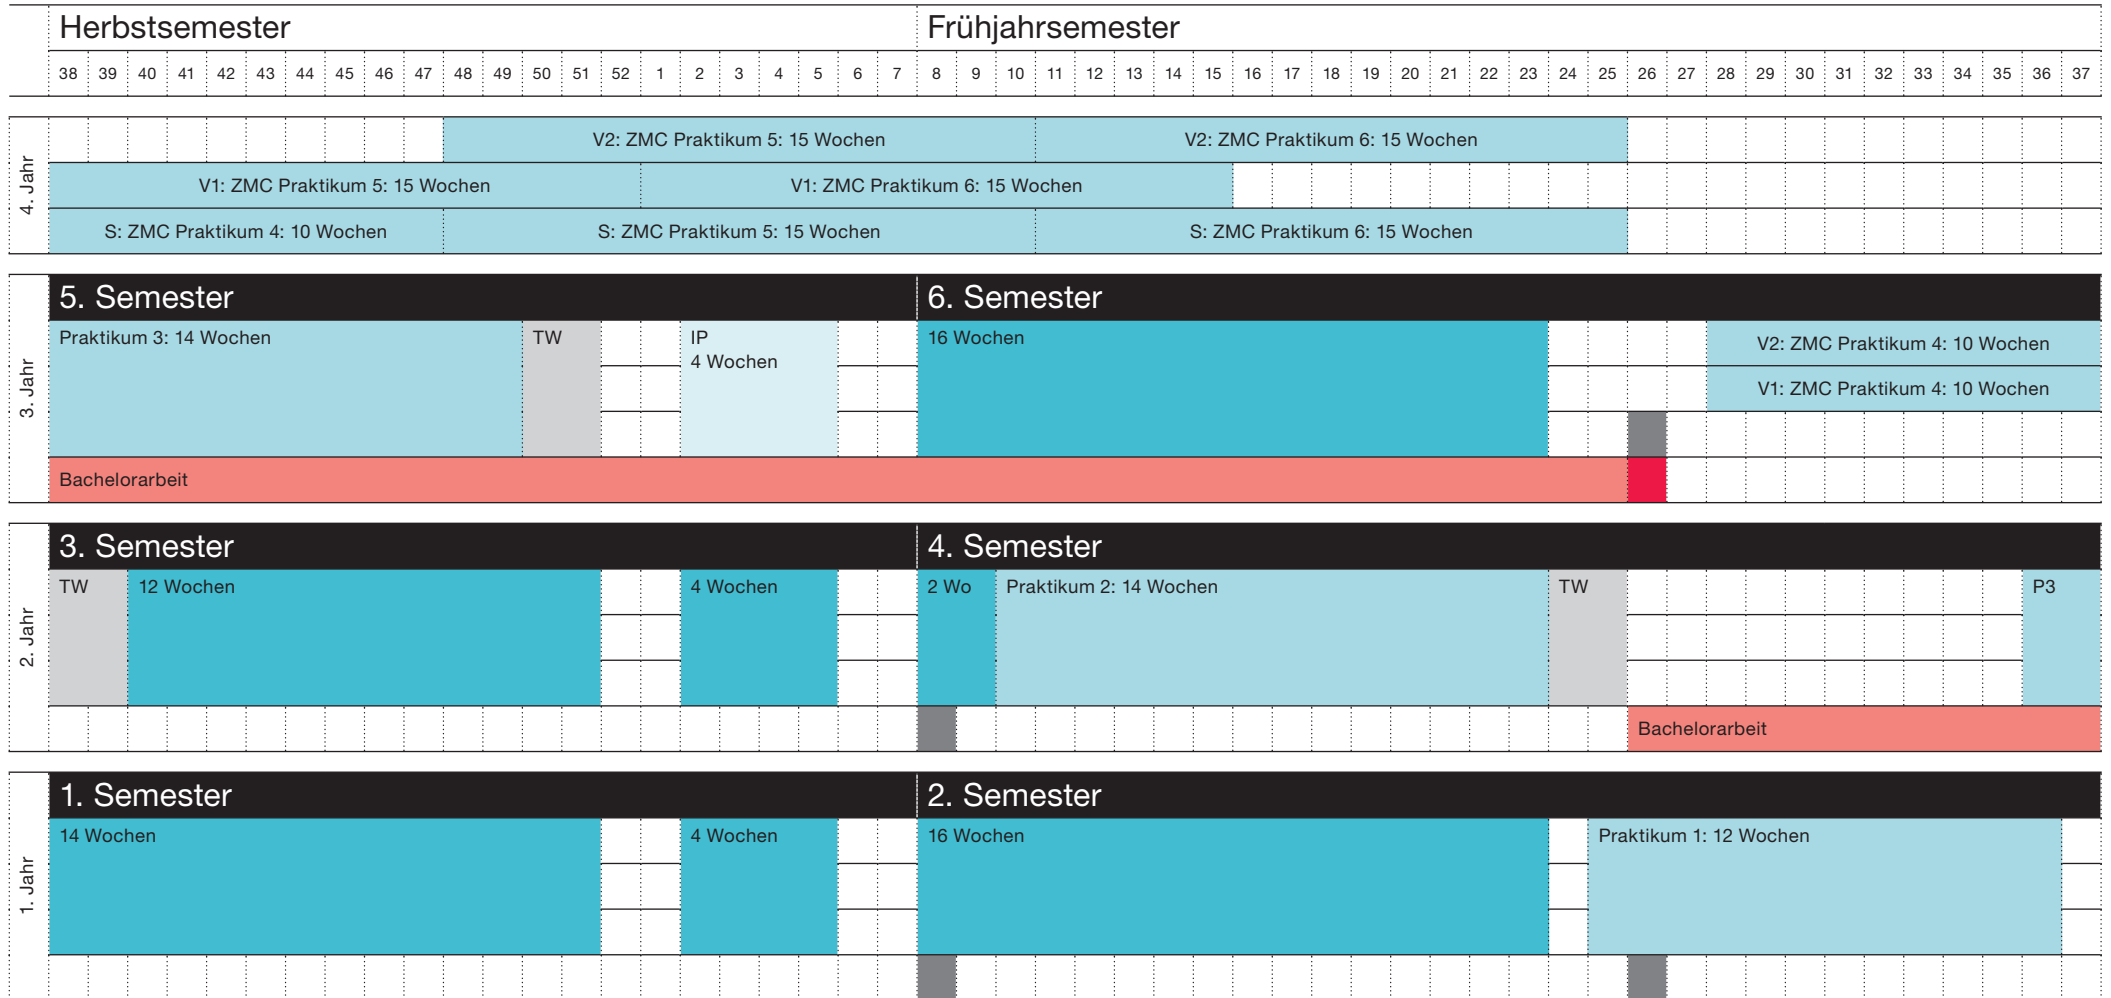 Herbstsemester Frühjahrsemester
38 39 40 41 42 43 44 45 46 47 48 49 50 51 52 1 2 3 4 5 6 7 8 9 10 11 12 13 14 15 16 17 18 19 20 21 22 23 24 25 26 27 28 29 30 31 32 33 34 35 36 37
4. Jahr
V2: ZMC Praktikum 5: 15 Wochen V2: ZMC Praktikum 6: 15 Wochen
V1: ZMC Praktikum 5: 15 Wochen V1: ZMC Praktikum 6: 15 Wochen
S: ZMC Praktikum 4: 10 Wochen S: ZMC Praktikum 5: 15 Wochen S: ZMC Praktikum 6: 15 Wochen
3. Jahr
5. Semester 6. Semester
Praktikum 3: 14 Wochen TW IP 16 Wochen V2: ZMC Praktikum 4: 10 Wochen
4 Wochen
V1: ZMC Praktikum 4: 10 Wochen
Bachelorarbeit
2. Jahr
3. Semester 4. Semester
TW 12 Wochen 4 Wochen 2 Wo Praktikum 2: 14 Wochen TW P3
Bachelorarbeit
1. Jahr
1. Semester 2. Semester
14 Wochen 4 Wochen 16 Wochen Praktikum 1: 12 Wochen